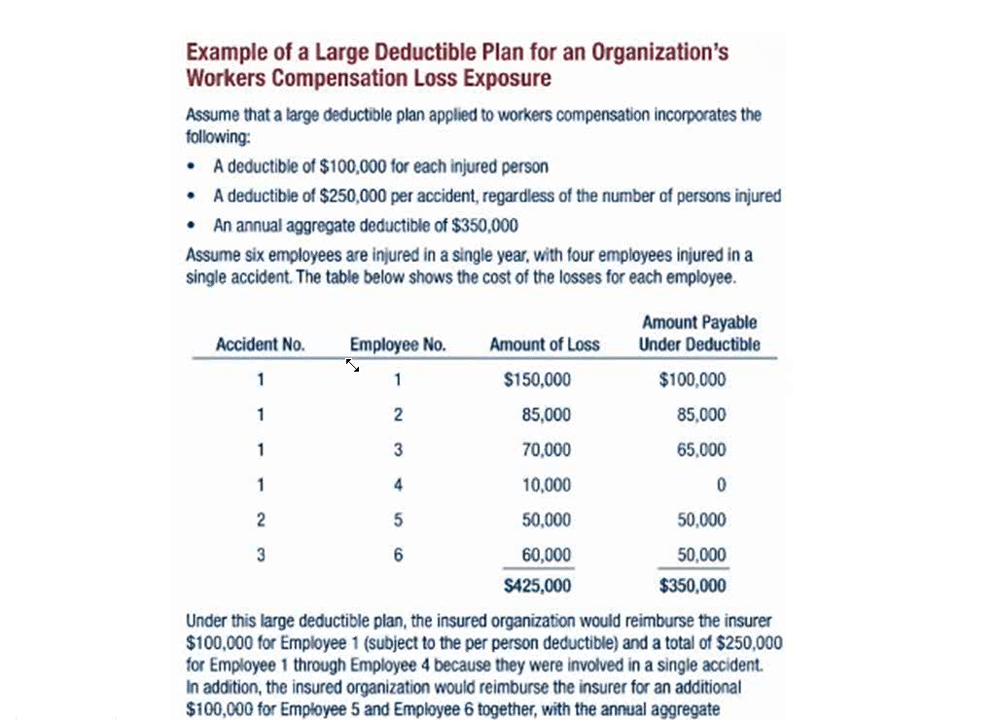 Example of a Large Deductible Plan for an Organization's
Workers Compensation Loss Exposure
Assume that a large deductible plan applied to workers compensation incorporates the
following:
• A deductible of $100,000 for each injured person
• A deductible of $250,000 per accident, regardless of the number of persons injured
• An annual aggregate deductible of $350,000
Assume six employees are injured in a single year, with four employees injured in a
single accident. The table below shows the cost of the losses for each employee.
Accident No. Employee No. Amount of Loss Amount Payable Under Deductible
1 1 $150,000 $100,000
1 2 85,000 85,000
1 3 70,000 65,000
1 4 10,000 0
2 5 50,000 50,000
3 6 60,000 50,000
$425,000 $350,000
Under this large deductible plan, the insured organization would reimburse the insurer
$100,000 for Employee 1 (subject to the per person deductible) and a total of $250,000
for Employee 1 through Employee 4 because they were involved in a single accident.
In addition, the insured organization would reimburse the insurer for an additional
$100,000 for Employee 5 and Employee 6 together, with the annual aggregate